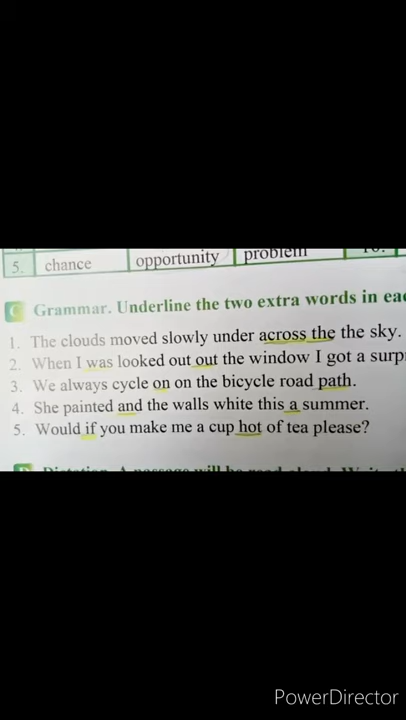 5. chance opportunity problem 10.
C Grammar. Underline the two extra words in eac
1. The clouds moved slowly under across the the sky.
2. When I was looked out out the window I got a surp
3. We always cycle on on the bicycle road path.
4. She painted and the walls white this a summer.
5. Would if you make me a cup hot of tea please?
PowerDirector